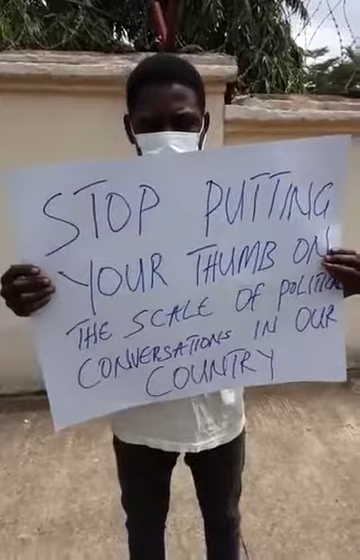 STOP PUTTING
YOUR THUMB ON
THE SCALE OF POLITICAL
CONVERSATIONS IN OUR
COUNTRY